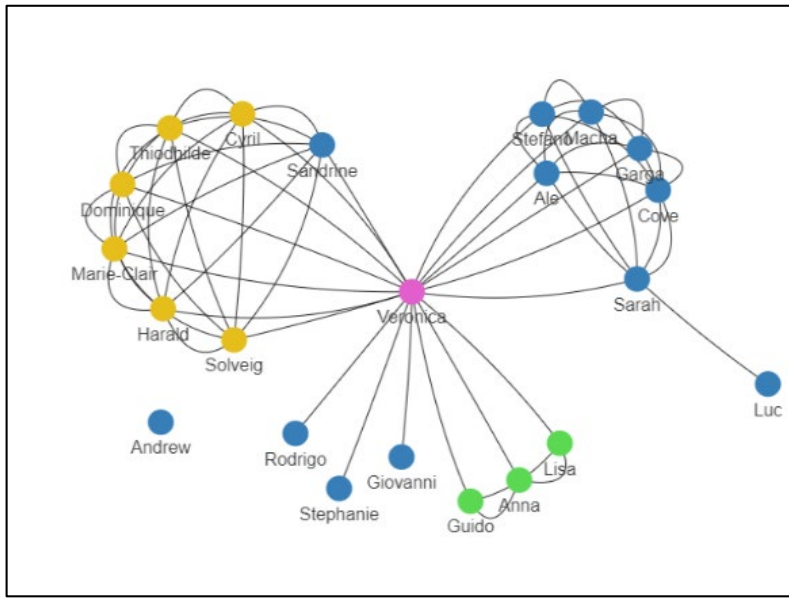 Cyril
Thiodhilde
Sandrine
Dominique
Marie-Clair
Harald
Solveig
Stefano
Macha
Garga
Ale
Cove
Sarah
Veronica
Luc
Andrew
Rodrigo
Stephanie
Giovanni
Guido
Anna
Lisa